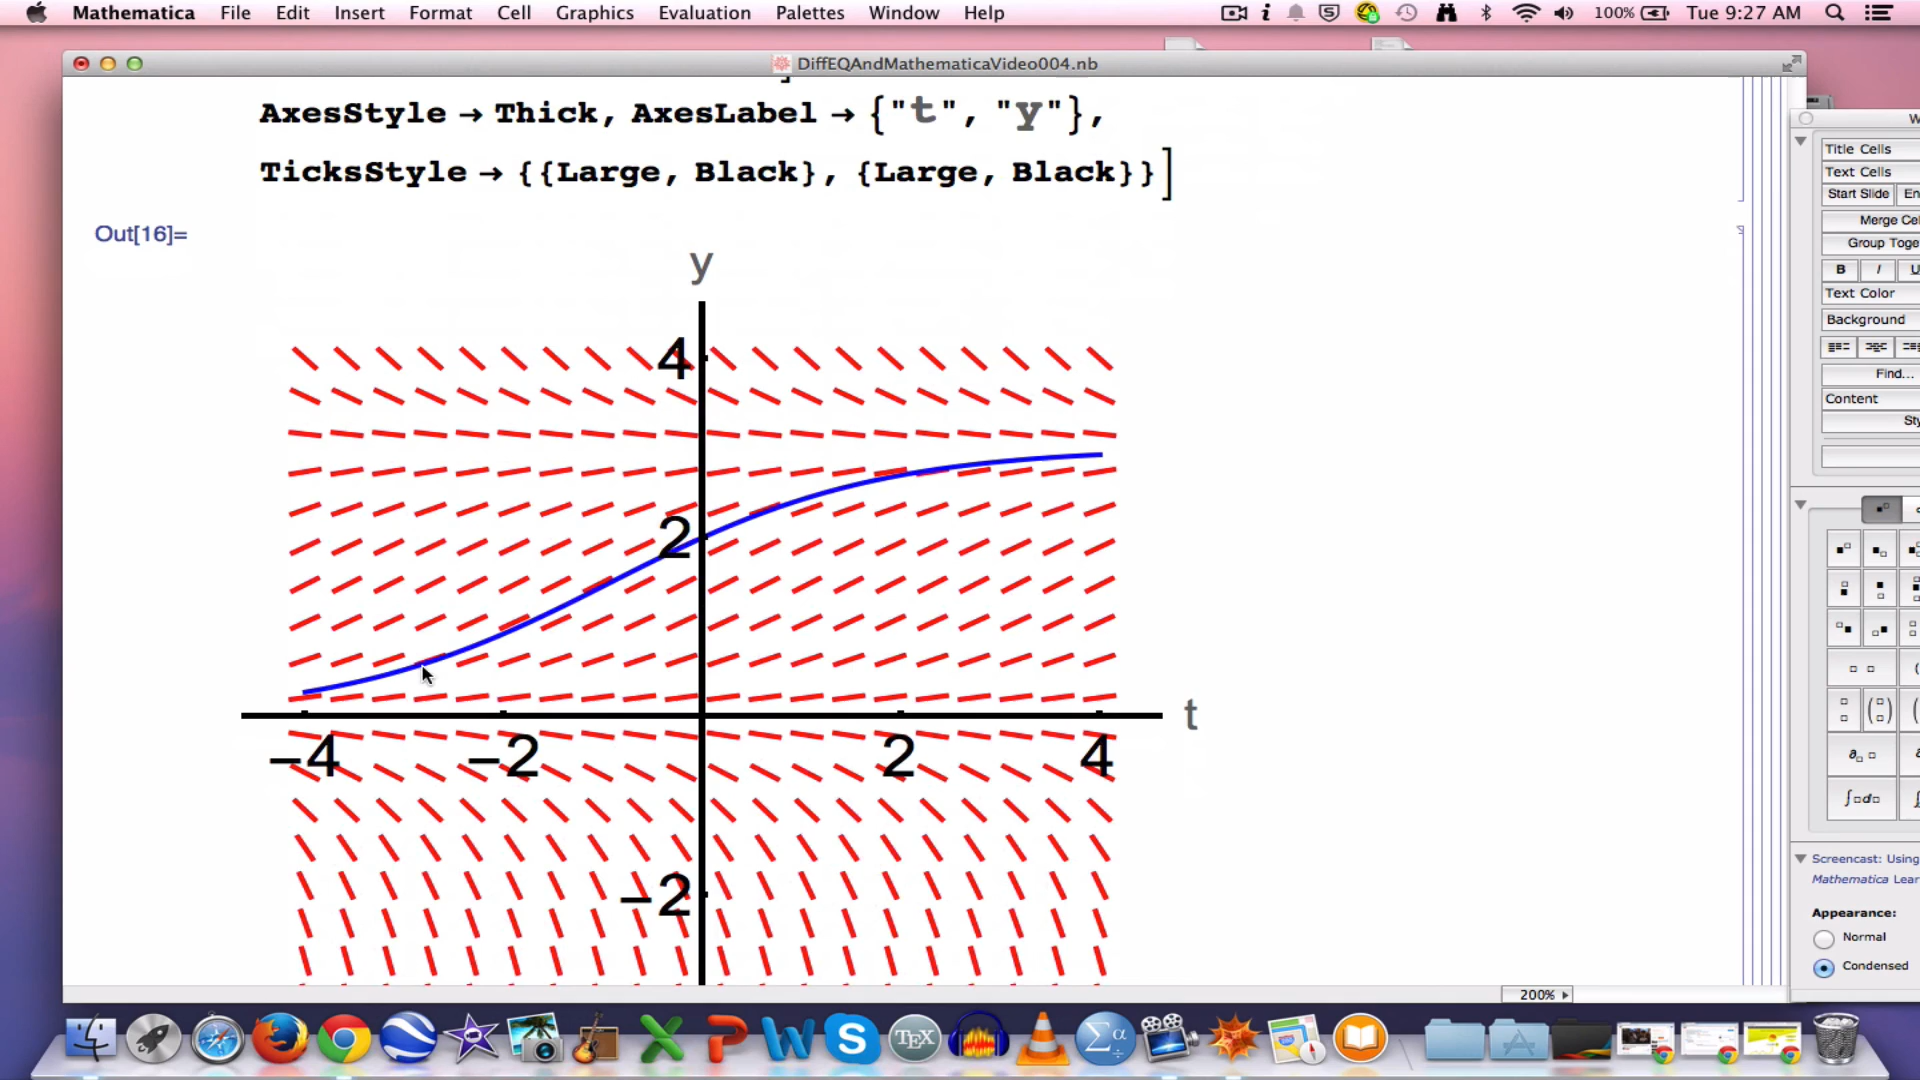 Mathematica File Edit Insert Format Cell Graphics Evaluation Palettes Window Help 100% Tue 9:27 AM
DiffEQAndMathematicaVideo004.nb
AxesStyle → Thick, AxesLabel → {"t", "y"},
TicksStyle → {{Large, Black}, {Large, Black}}]
Out[16]=
y
4
2
t
−4 −2 2 4
−2
200%
Title Cells
Text Cells
Start Slide
Merge Ce
Group Toge
B I U
Text Color
Background
Find...
Content
∫□d□
Screencast: Using
Mathematica Lear
Appearance:
Normal
Condensed
X P W S TEX Σα